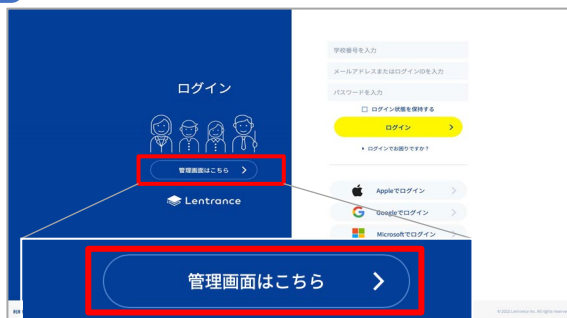 ログイン
管理画面はこちら
Lentrance
学校番号を入力
メールアドレスまたはログインIDを入力
パスワードを入力
ログイン状態を保持する
ログイン
ログインでお困りですか？
Appleでログイン
Googleでログイン
Microsoftでログイン
管理画面はこちら
© 2022 Lentrance Inc. All rights reserved